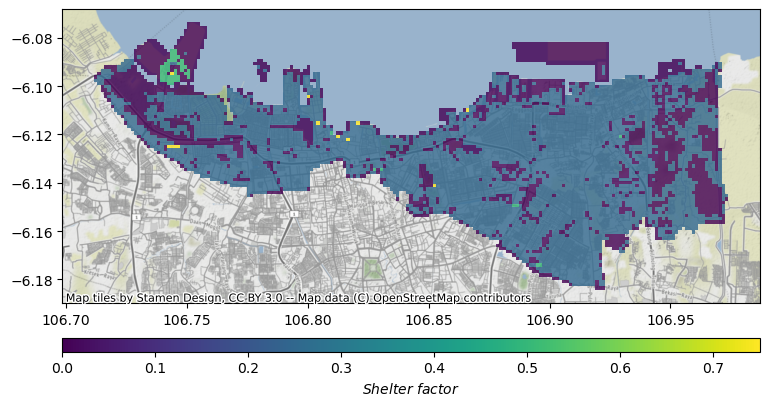 −6.08
−6.10
−6.12
−6.14
−6.16
−6.18
Map tiles by Stamen Design, CC BY 3.0 -- Map data (C) OpenStreetMap contributors
106.70 106.75 106.80 106.85 106.90 106.95
0.0 0.1 0.2 0.3 0.4 0.5 0.6 0.7
Shelter factor